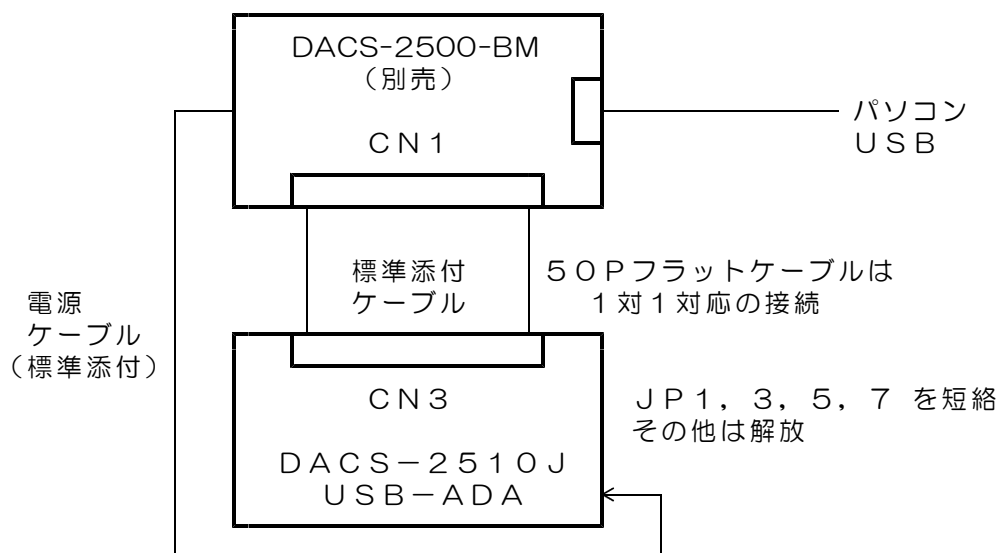 DACS-2500-BM
（別売）
CN1
パソコン
USB
標準添付
ケーブル
50Pフラットケーブルは
1対1対応の接続
電源
ケーブル
（標準添付）
CN3
JP1，3，5，7 を短絡
その他は解放
DACS－2510J
USB－ADA